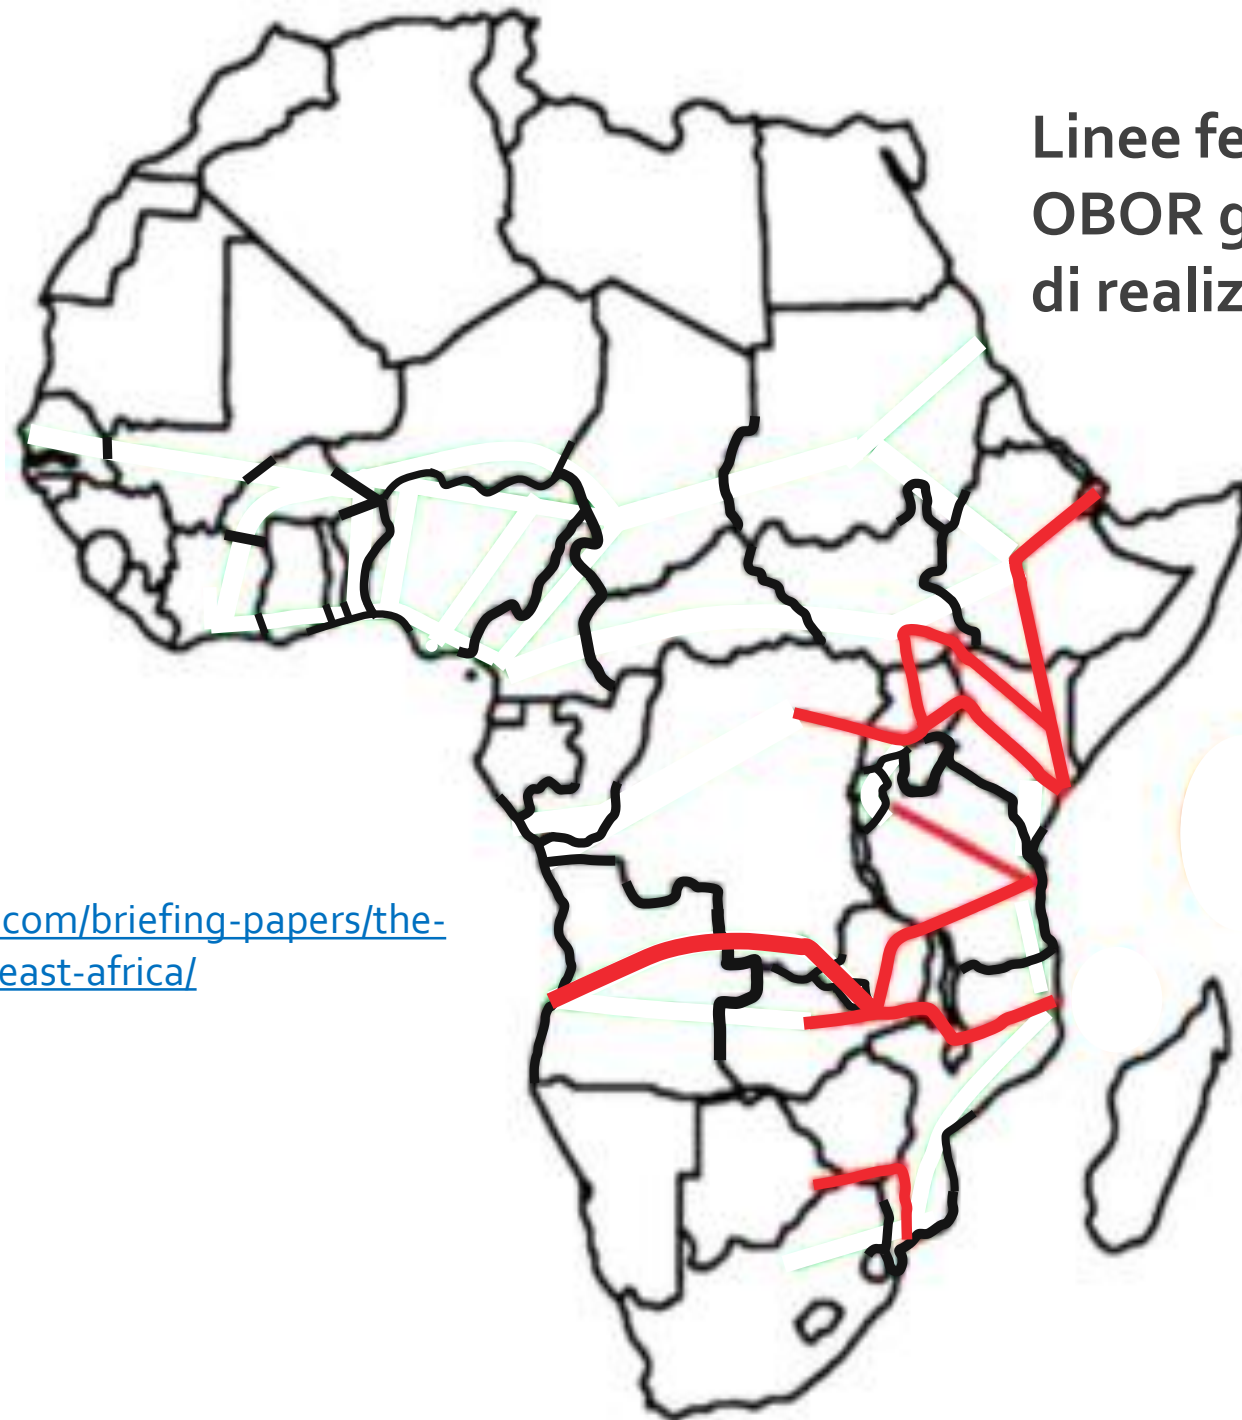 Linee fe
OBOR g
di realiz
com/briefing-papers/the-
east-africa/